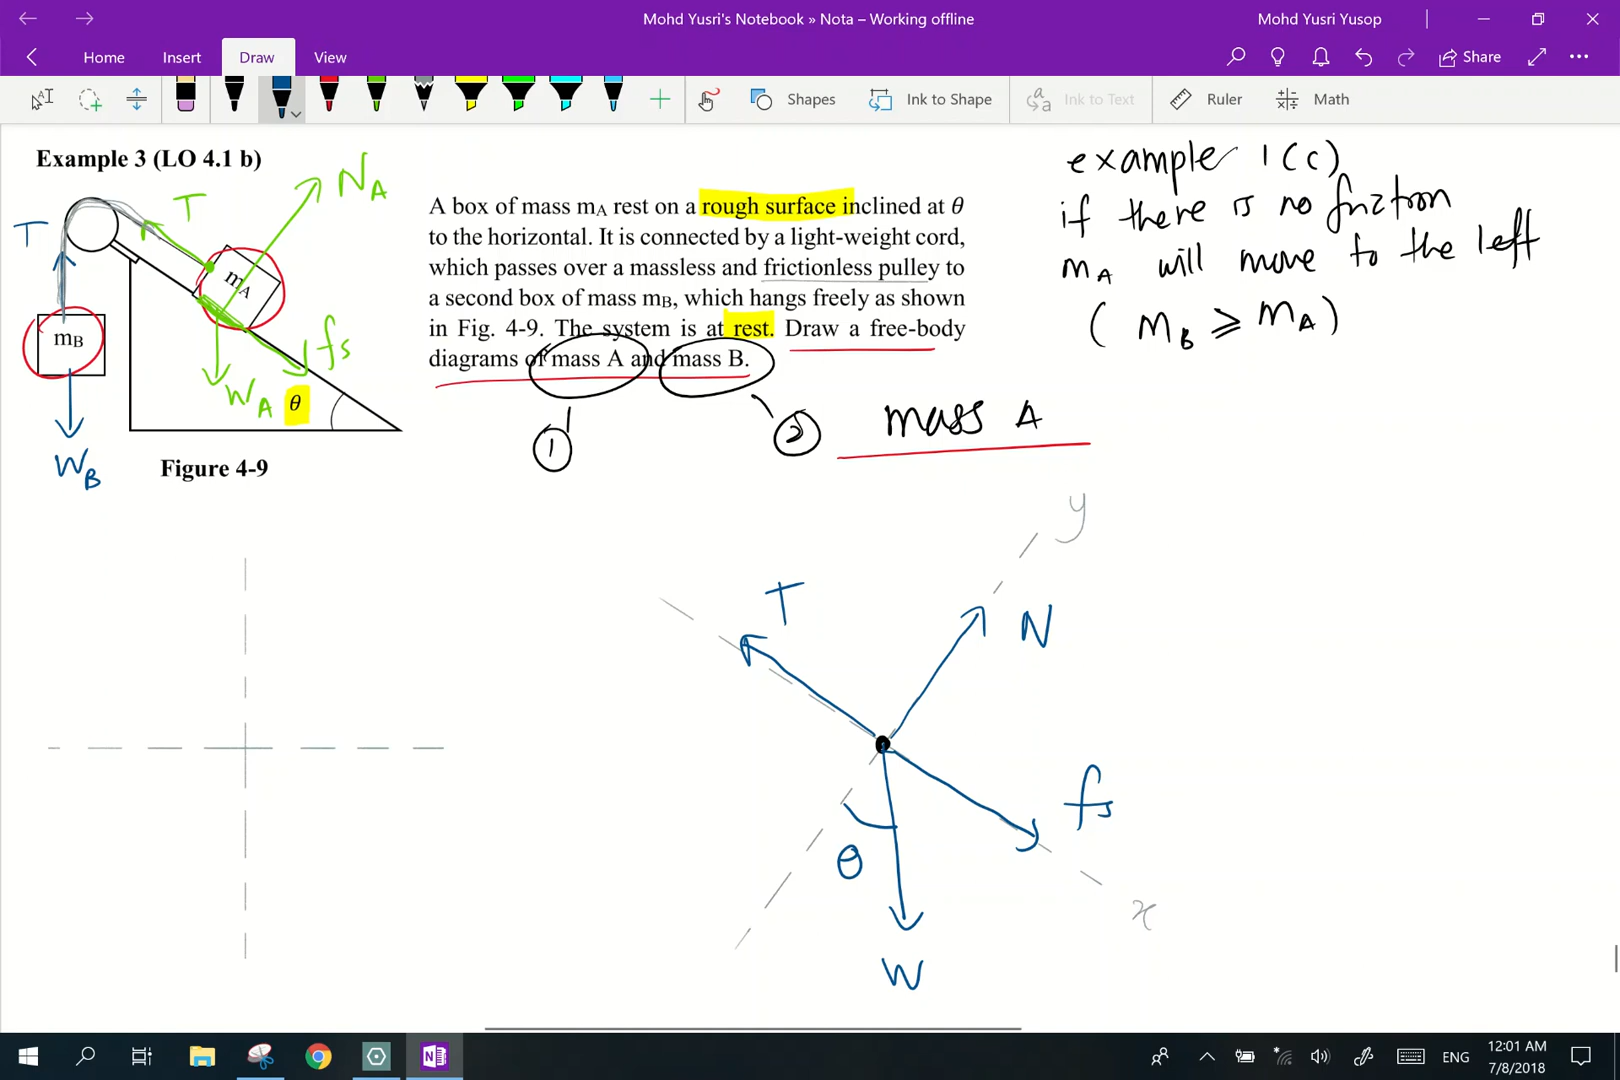 Mohd Yusri's Notebook » Nota – Working offline
Mohd Yusri Yusop
Home Insert Draw View
Share
Shapes Ink to Shape Ink to Text Ruler Math
Example 3 (LO 4.1 b)
A box of mass mA rest on a rough surface inclined at θ
to the horizontal. It is connected by a light-weight cord,
which passes over a massless and frictionless pulley to
a second box of mass mB, which hangs freely as shown
in Fig. 4-9. The system is at rest. Draw a free-body
diagrams of mass A and mass B.
example 1(c)
if there is no friction
mA will move to the left
( mB ⩾ mA )
T
T
NA
mA
mB
fs
WA
θ
WB
Figure 4-9
1
2
mass A
y
T
N
fs
θ
x
W
ENG
12:01 AM
7/8/2018